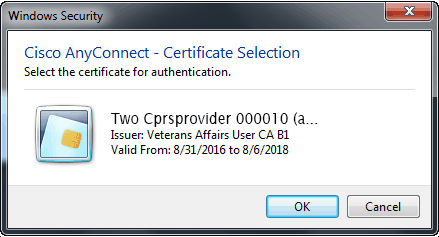 Windows Security
Cisco AnyConnect - Certificate Selection
Select the certificate for authentication.
Two Cprsprovider 000010 (a...
Issuer: Veterans Affairs User CA B1
Valid From: 8/31/2016 to 8/6/2018
OK
Cancel